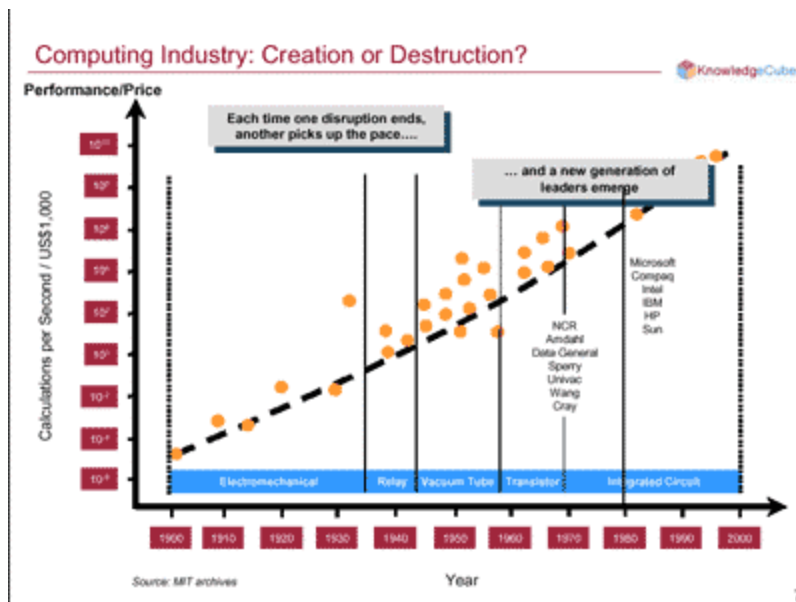 Computing Industry: Creation or Destruction?
KnowledgeCube
Performance/Price
Each time one disruption ends,
another picks up the pace....
... and a new generation of
leaders emerge
Calculations per Second / US$1,000
Microsoft
Compaq
Intel
IBM
HP
Sun
NCR
Amdahl
Data General
Sperry
Univac
Wang
Cray
Electromechanical
Relay
Vacuum Tube
Transistor
Integrated Circuit
1900 1910 1920 1930 1940 1950 1960 1970 1980 1990 2000
Source: MIT archives
Year